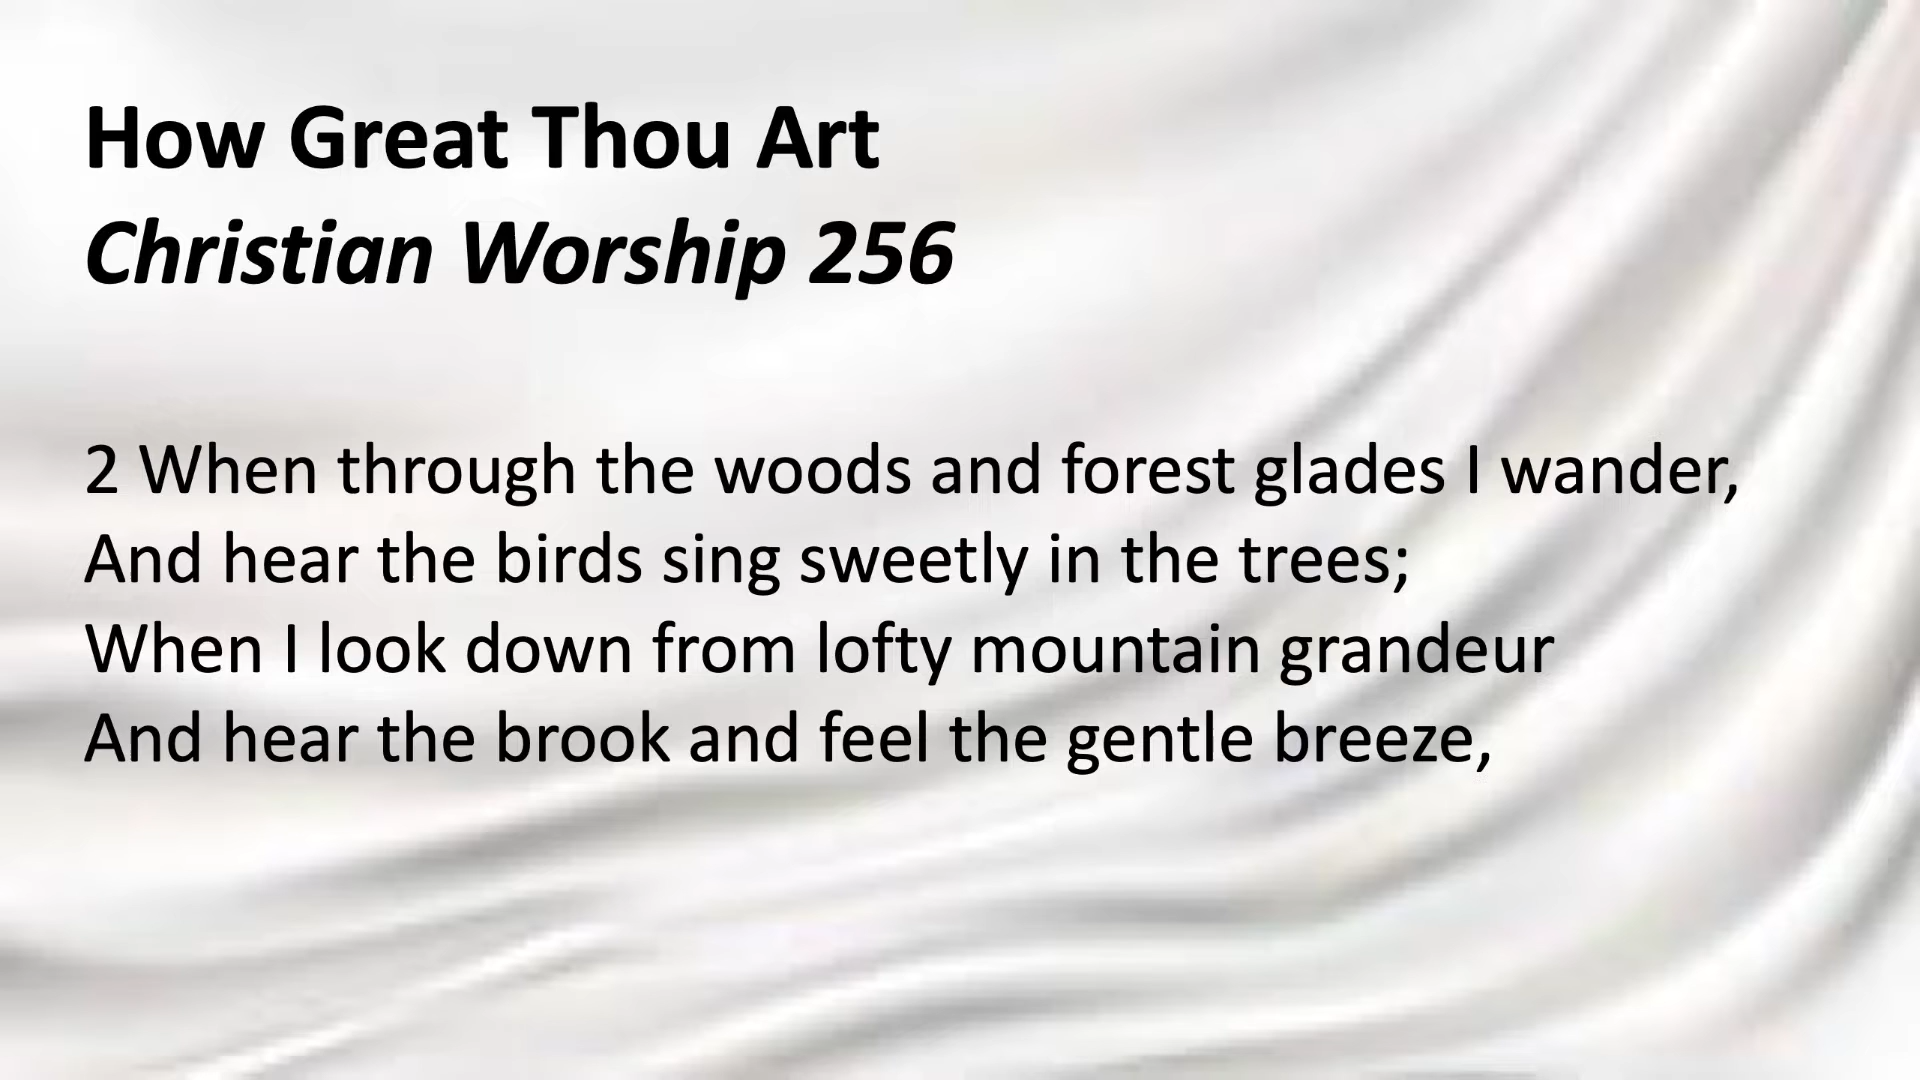 How Great Thou Art
Christian Worship 256
2 When through the woods and forest glades I wander,
And hear the birds sing sweetly in the trees;
When I look down from lofty mountain grandeur
And hear the brook and feel the gentle breeze,